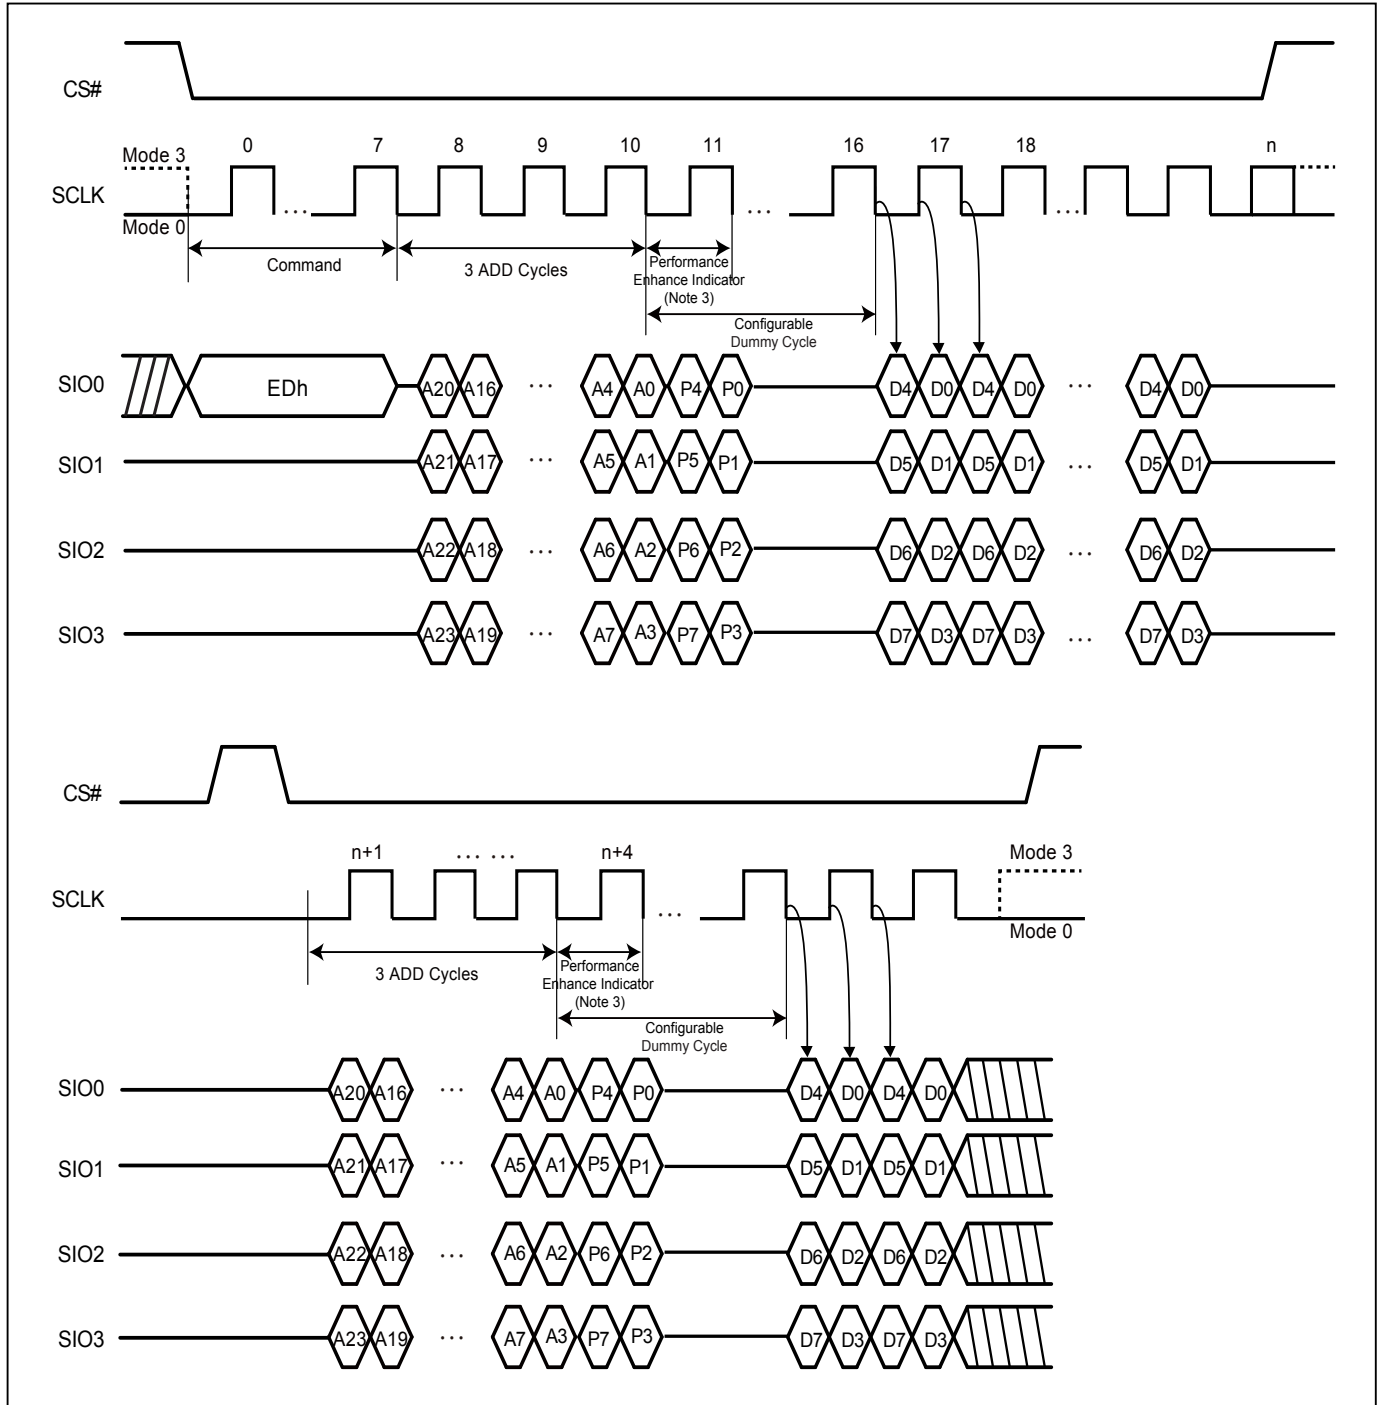 CS#
0 7 8 9 10 11 16 17 18 n
Mode 3
SCLK
... ... ...
Mode 0
Command
3 ADD Cycles
Performance
Enhance Indicator
(Note 3)
Configurable
Dummy Cycle
SIO0 EDh A20 A16 ... A4 A0 P4 P0 D4 D0 D4 D0 ... D4 D0
SIO1 A21 A17 ... A5 A1 P5 P1 D5 D1 D5 D1 ... D5 D1
SIO2 A22 A18 ... A6 A2 P6 P2 D6 D2 D6 D2 ... D6 D2
SIO3 A23 A19 ... A7 A3 P7 P3 D7 D3 D7 D3 ... D7 D3
CS#
n+1 ... ... n+4 Mode 3
SCLK
...
Mode 0
3 ADD Cycles
Performance
Enhance Indicator
(Note 3)
Configurable
Dummy Cycle
SIO0 A20 A16 ... A4 A0 P4 P0 D4 D0 D4 D0
SIO1 A21 A17 ... A5 A1 P5 P1 D5 D1 D5 D1
SIO2 A22 A18 ... A6 A2 P6 P2 D6 D2 D6 D2
SIO3 A23 A19 ... A7 A3 P7 P3 D7 D3 D7 D3